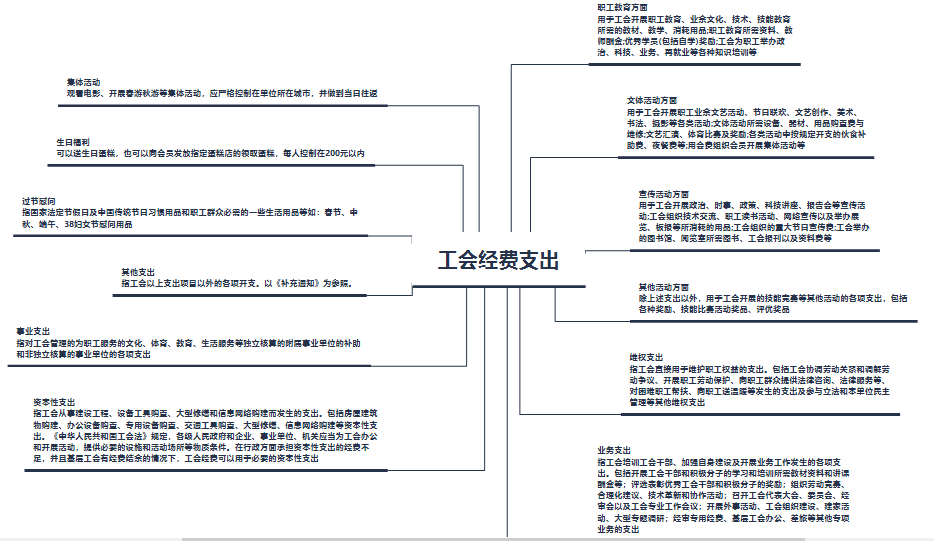 职工教育方面
用于工会开展职工教育、业余文化、技术、技能教育
所需的教材、教学、消耗用品;职工教育所需资料、教
师酬金;优秀学员(包括自学)奖励;工会为职工举办政
治、科技、业务、再就业等各种知识培训等
集体活动
观看电影、开展春游秋游等集体活动，应严格控制在单位所在城市，并做到当日往返
文体活动方面
用于工会开展职工业余文艺活动、节日联欢、文艺创作、美术、
书法、摄影等各类活动;文体活动所需设备、器材、用品购置费与
维修;文艺汇演、体育比赛及奖励;各类活动中按规定开支的伙食补
助费、夜餐费等;用会费组织会员开展集体活动等
生日福利
可以送生日蛋糕，也可以向会员发放指定蛋糕店的领取蛋糕，每人控制在200元以内
过节慰问
指国家法定节假日及中国传统节日习惯用品和职工群众必需的一些生活用品等如：春节、中
秋、端午、38妇女节慰问用品
宣传活动方面
用于工会开展政治、时事、政策、科技讲座、报告会等宣传活
动;工会组织技术交流、职工读书活动、网络宣传以及举办展
览、板报等所消耗的用品;工会组织的重大节日宣传费;工会举办
的图书馆、阅览室所需图书、工会报刊以及资料费等
工会经费支出
其他支出
指工会以上支出项目以外的各项开支。以《补充通知》为参照。
其他活动方面
除上述支出以外，用于工会开展的技能竞赛等其他活动的各项支出，包括
各种奖励、技能比赛活动奖品、评优奖品
事业支出
指对工会管理的为职工服务的文化、体育、教育、生活服务等独立核算的附属事业单位的补助
和非独立核算的事业单位的各项支出
维权支出
指工会直接用于维护职工权益的支出。包括工会协调劳动关系和调解劳
动争议、开展职工劳动保护、向职工群众提供法律咨询、法律服务等、
对困难职工帮扶、向职工送温暖等发生的支出及参与立法和本单位民主
管理等其他维权支出
资本性支出
指工会从事建设工程、设备工具购置、大型修缮和信息网络购建而发生的支出。包括房屋建筑
物购建、办公设备购置、专用设备购置、交通工具购置、大型修缮、信息网络购建等资本性支
出。《中华人民共和国工会法》规定，各级人民政府和企业、事业单位、机关应当为工会办公
和开展活动，提供必要的设施和活动场所等物质条件。在行政方面承担资本性支出的经费不
足，并且基层工会有经费结余的情况下，工会经费可以用于必要的资本性支出
业务支出
指工会培训工会干部、加强自身建设及开展业务工作发生的各项支
出。包括开展工会干部和积极分子的学习和培训所需教材资料和讲课
酬金等；评选表彰优秀工会干部和积极分子的奖励；组织劳动竞赛、
合理化建议、技术革新和协作活动；召开工会代表大会、委员会、经
审会以及工会专业工作会议；开展外事活动、工会组织建设、建家活
动、大型专题调研；经审专用经费、基层工会办公、差旅等其他专项
业务的支出